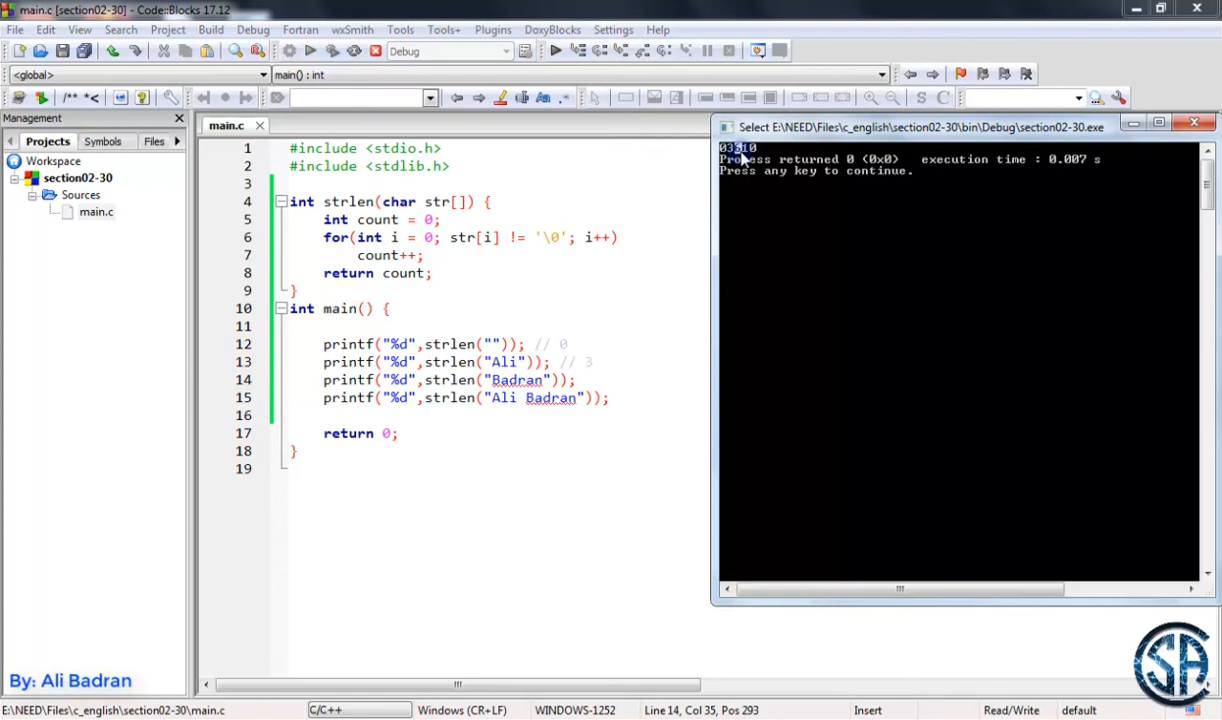 main.c [section02-30] - Code::Blocks 17.12
File Edit View Search Project Build Debug Fortran wxSmith Tools Tools+ Plugins DoxyBlocks Settings Help
Debug
<global> main() : int
/** *< S C
Management
Projects Symbols Files
Workspace
section02-30
Sources
main.c
main.c
1 #include <stdio.h>
2 #include <stdlib.h>
3
4 int strlen(char str[]) {
5 int count = 0;
6 for(int i = 0; str[i] != '\0'; i++)
7 count++;
8 return count;
9 }
10 int main() {
11
12 printf("%d",strlen("")); // 0
13 printf("%d",strlen("Ali")); // 3
14 printf("%d",strlen("Badran"));
15 printf("%d",strlen("Ali Badran"));
16
17 return 0;
18 }
19
Select E:\NEED\Files\c_english\section02-30\bin\Debug\section02-30.exe
Process returned 0 (0x0) execution time : 0.007 s
Press any key to continue.
By: Ali Badran
SA
E:\NEED\Files\c_english\section02-30\main.c C/C++ Windows (CR+LF) WINDOWS-1252 Line 14, Col 35, Pos 293 Insert Read/Write default